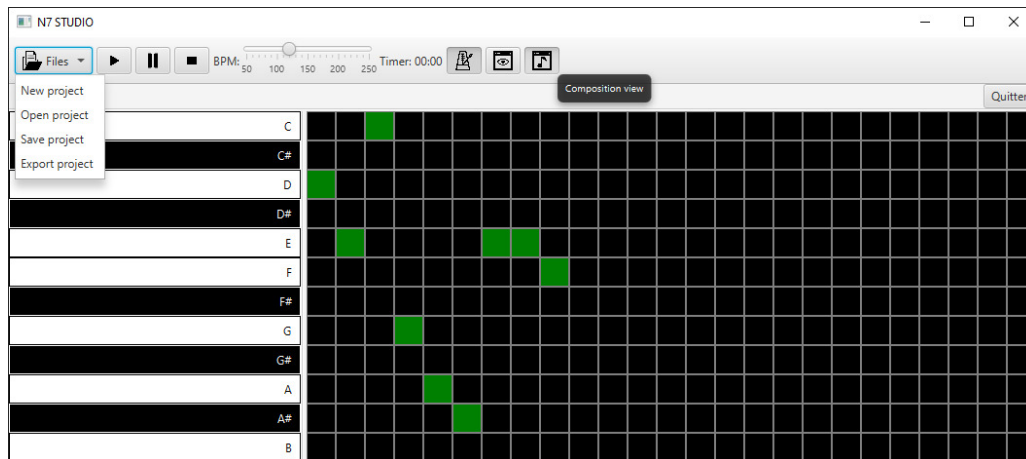 N7 STUDIO
Files BPM: Timer: 00:00
50 100 150 200 250
New project
Open project
Save project
Export project
Composition view
Quitter
C
C#
D
D#
E
F
F#
G
G#
A
A#
B